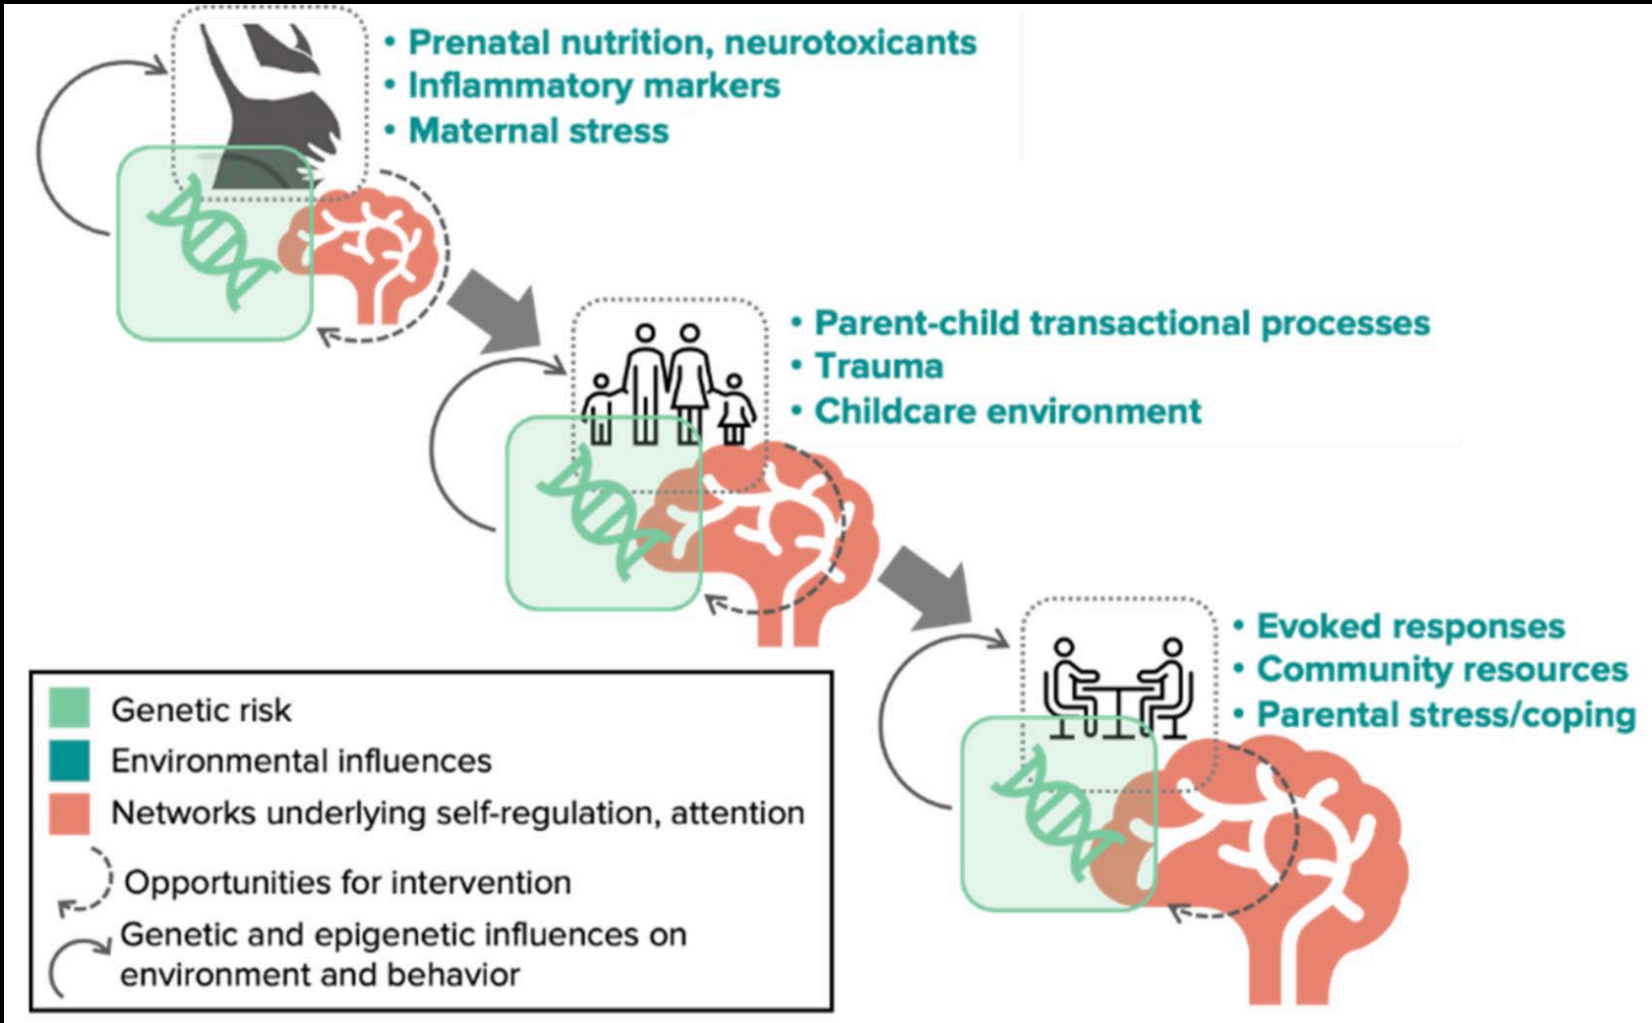 • Prenatal nutrition, neurotoxicants
• Inflammatory markers
• Maternal stress
• Parent-child transactional processes
• Trauma
• Childcare environment
• Evoked responses
• Community resources
• Parental stress/coping
Genetic risk
Environmental influences
Networks underlying self-regulation, attention
Opportunities for intervention
Genetic and epigenetic influences on
environment and behavior